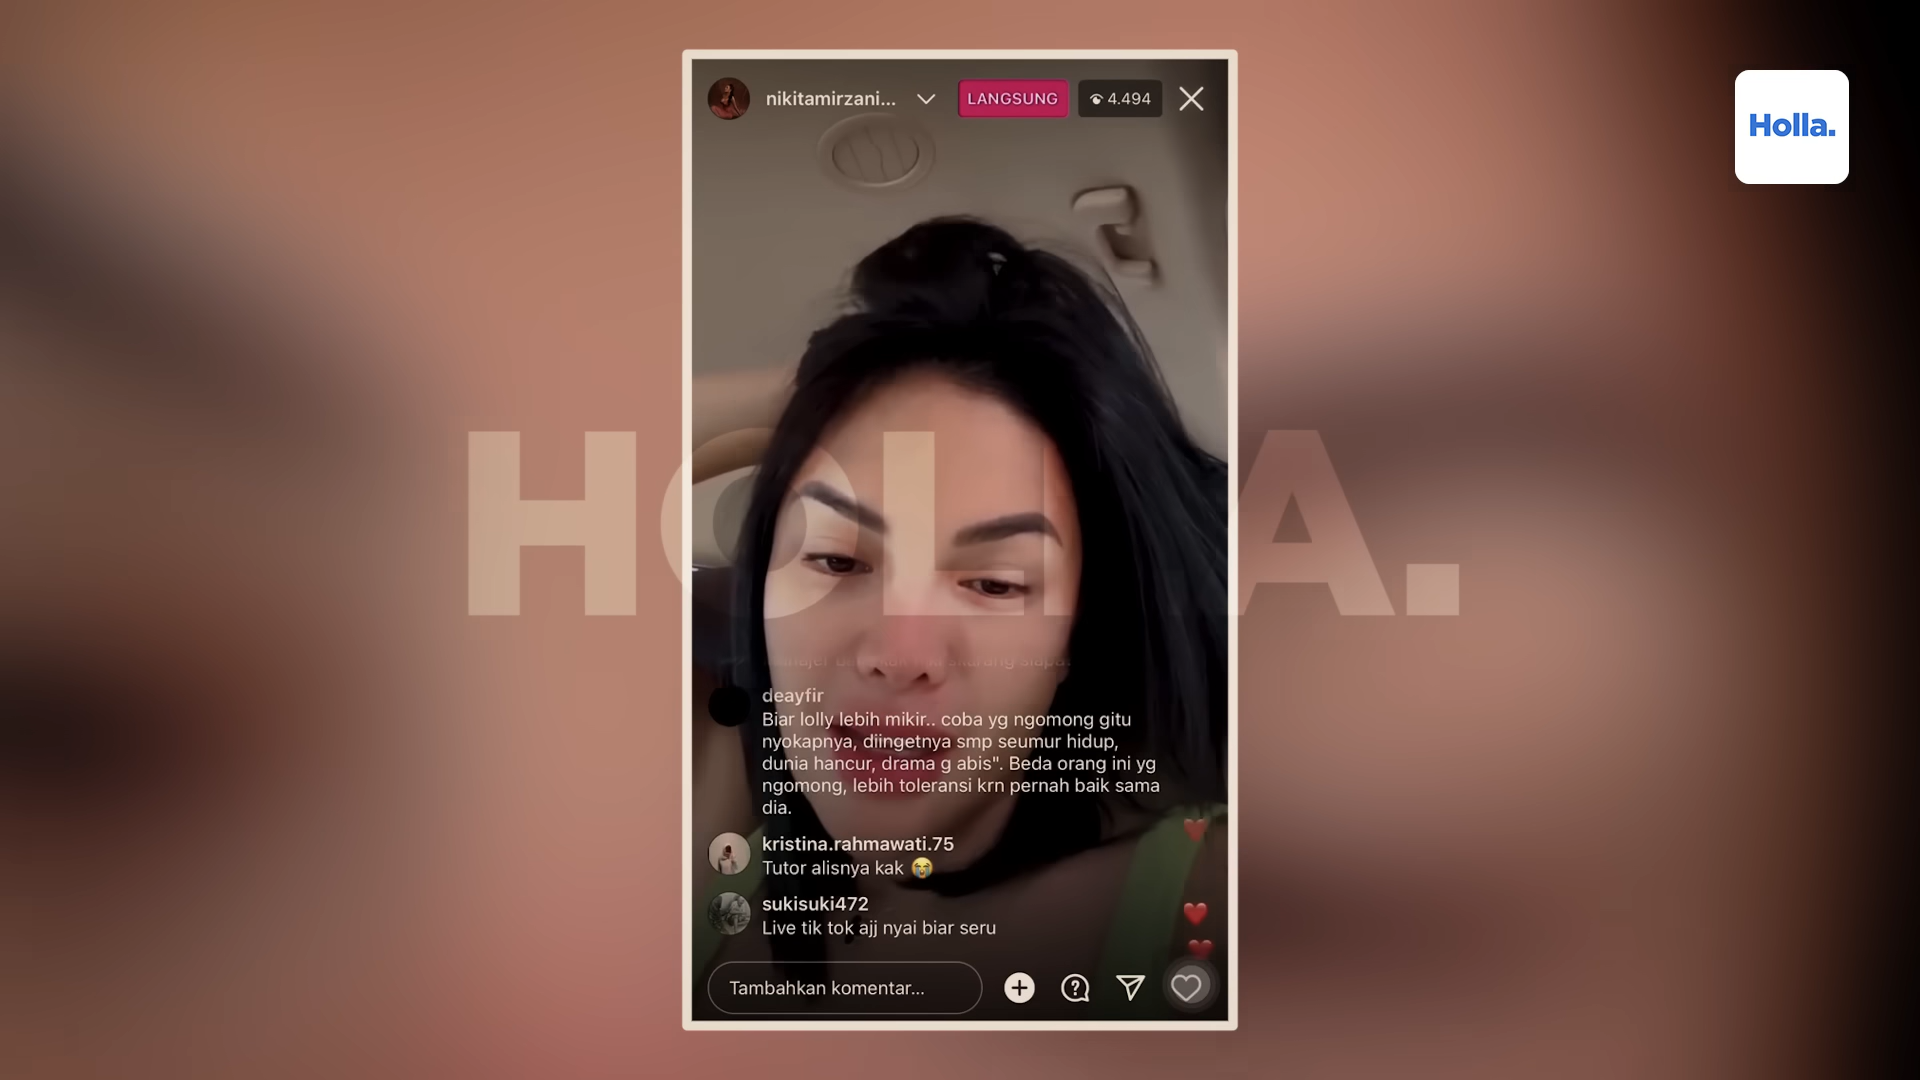 nikitamirzani...
LANGSUNG
4.494
Holla.
HOLLA.
deayfir
Biar lolly lebih mikir.. coba yg ngomong gitu
nyokapnya, diingetnya smp seumur hidup,
dunia hancur, drama g abis". Beda orang ini yg
ngomong, lebih toleransi krn pernah baik sama
dia.
kristina.rahmawati.75
Tutor alisnya kak 😭
sukisuki472
Live tik tok ajj nyai biar seru
Tambahkan komentar...